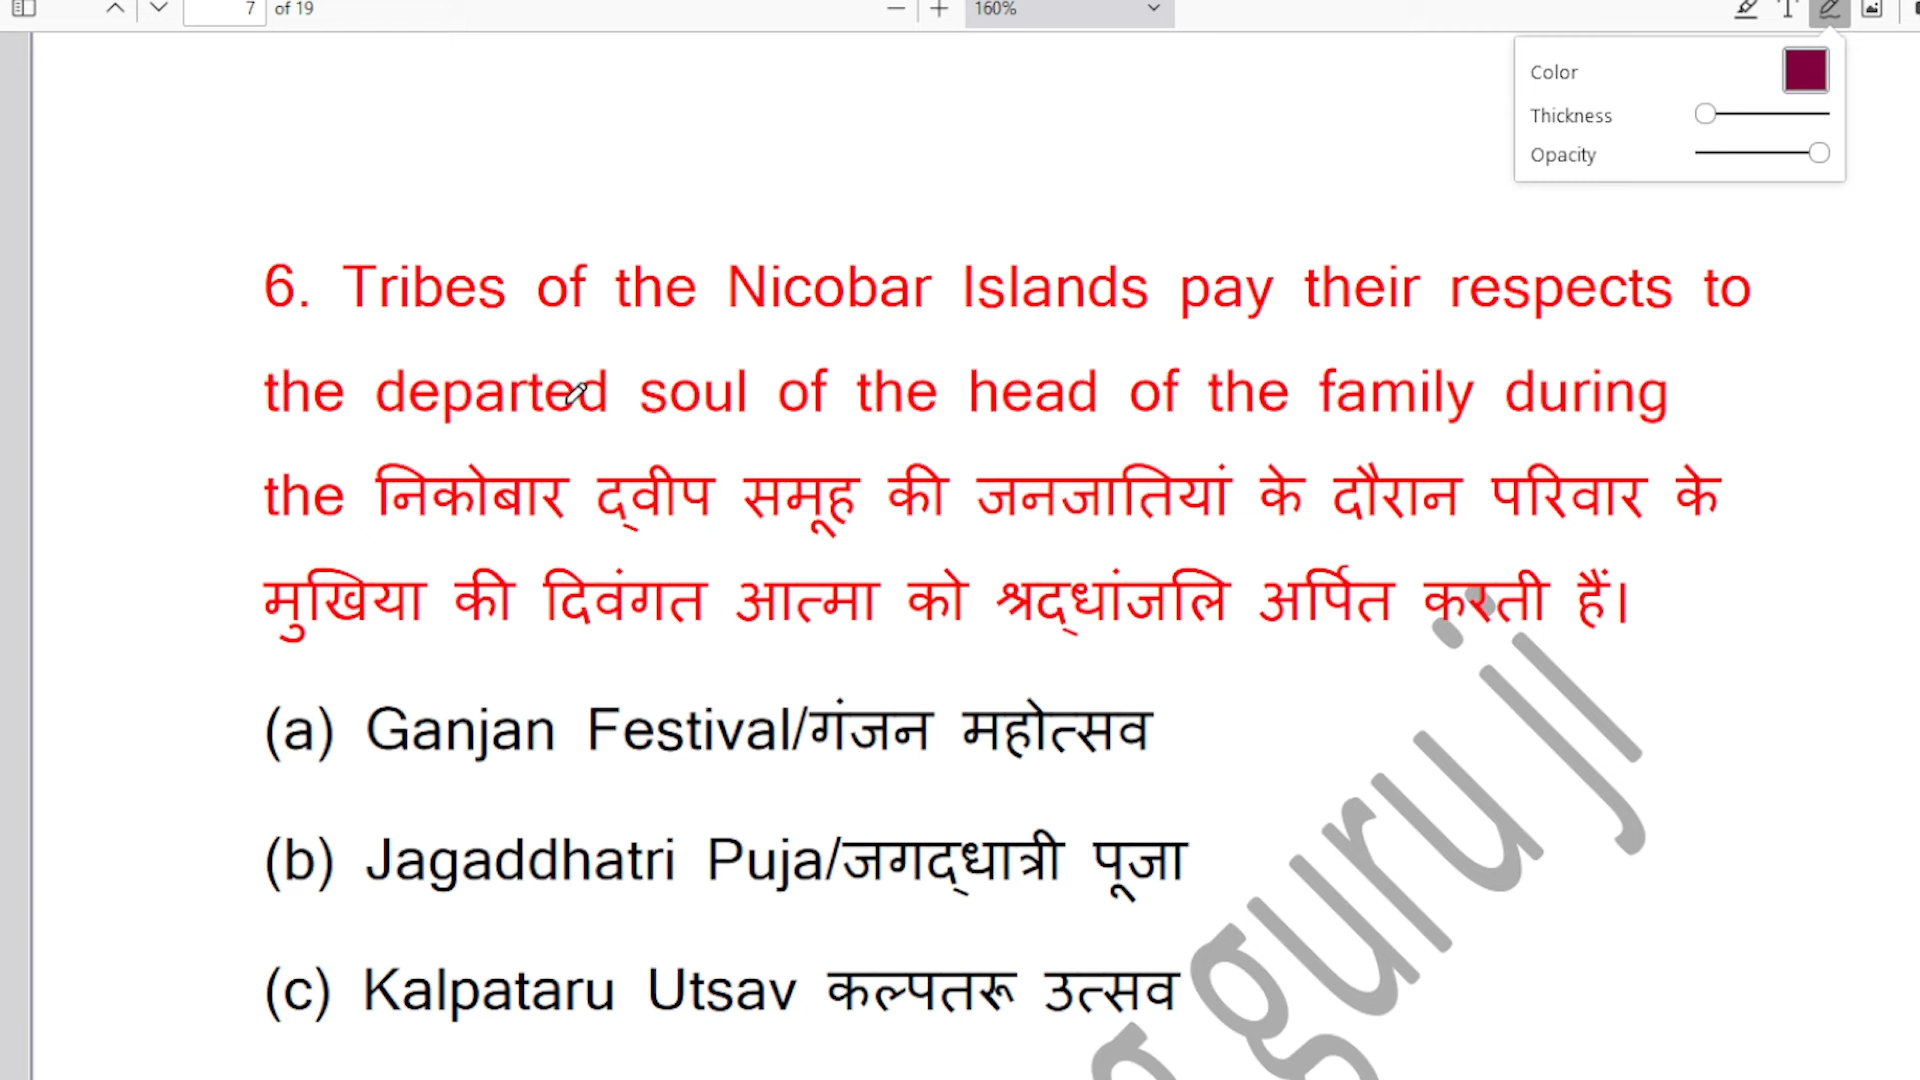 7 of 19
160%
Color
Thickness
Opacity
6. Tribes of the Nicobar Islands pay their respects to
the departed soul of the head of the family during
the निकोबार द्वीप समूह की जनजातियां के दौरान परिवार के
मुखिया की दिवंगत आत्मा को श्रद्धांजलि अर्पित करती हैं।
(a) Ganjan Festival/गंजन महोत्सव
(b) Jagaddhatri Puja/जगद्धात्री पूजा
(c) Kalpataru Utsav कल्पतरू उत्सव
guru ji